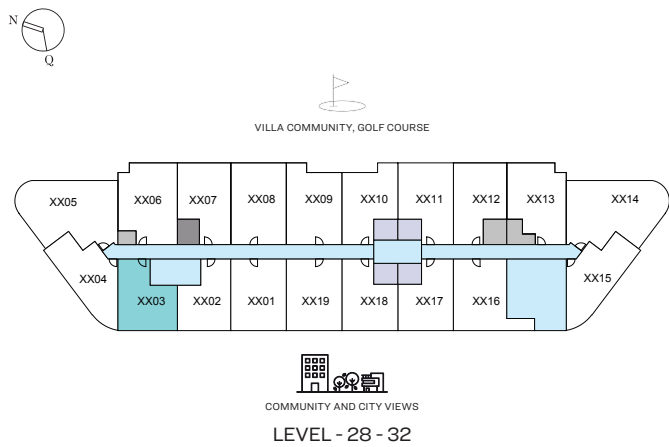 N
Q
VILLA COMMUNITY, GOLF COURSE
XX05
XX06
XX07
XX08
XX09
XX10
XX11
XX12
XX13
XX14
XX04
XX03
XX02
XX01
XX19
XX18
XX17
XX16
XX15
COMMUNITY AND CITY VIEWS
LEVEL - 28 - 32